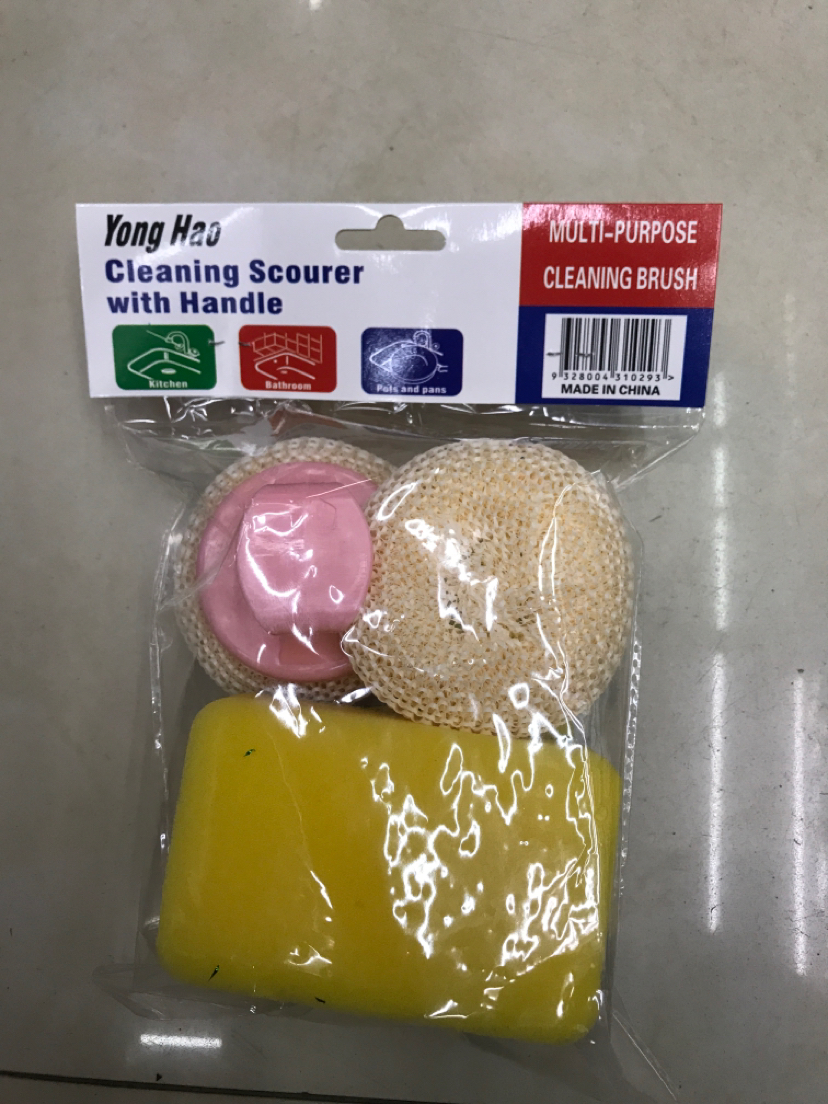 Yong Hao
Cleaning Scourer
with Handle
Kitchen
Bathroom
Pots and pans
MULTI-PURPOSE
CLEANING BRUSH
9 328004 310293 >
MADE IN CHINA